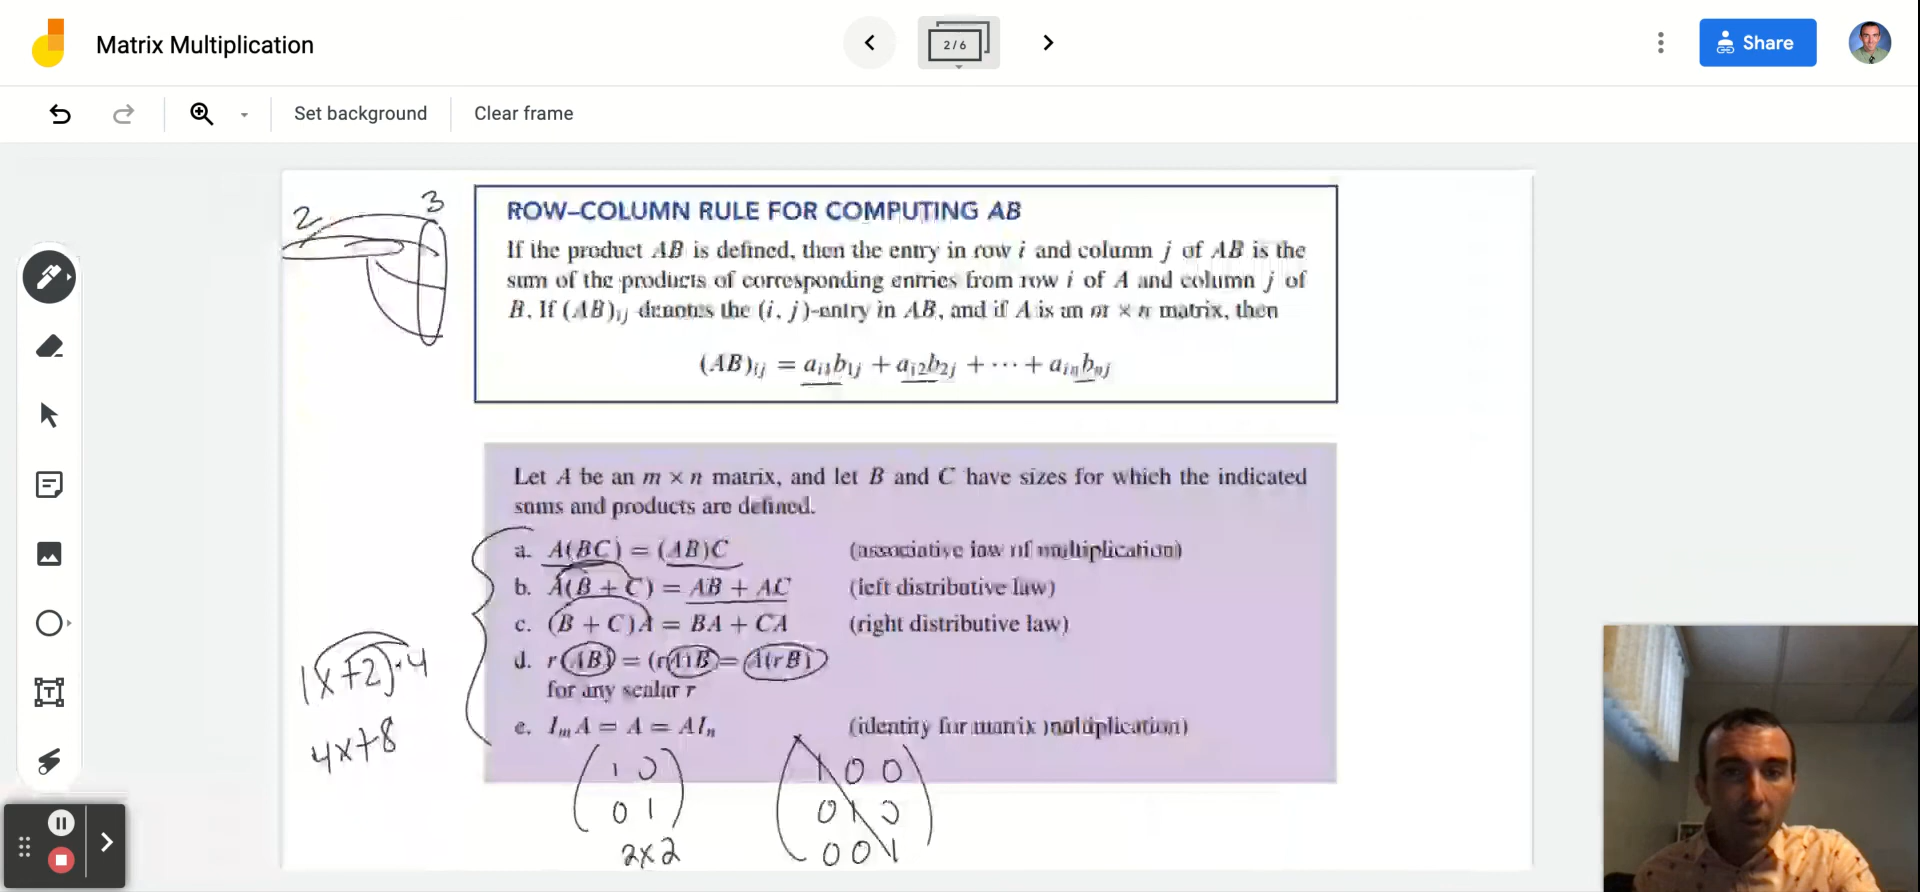 Matrix Multiplication
2/6
Share
Set background
Clear frame
2 3
ROW–COLUMN RULE FOR COMPUTING AB
If the product AB is defined, then the entry in row i and column j of AB is the
sum of the products of corresponding entries from row i of A and column j of
B. If (AB)ij denotes the (i, j)-entry in AB, and if A is an m × n matrix, then
(AB)ij = ai1b1j + ai2b2j + ··· + ainbnj
Let A be an m × n matrix, and let B and C have sizes for which the indicated
sums and products are defined.
a. A(BC) = (AB)C (associative law of multiplication)
b. A(B + C) = AB + AC (left distributive law)
c. (B + C)A = BA + CA (right distributive law)
d. r(AB) = (rA)B = A(rB)
for any scalar r
e. ImA = A = AIn (identity for matrix multiplication)
(x+2)·4
4x+8
1 0
0 1
2x2
1 0 0
0 1 0
0 0 1